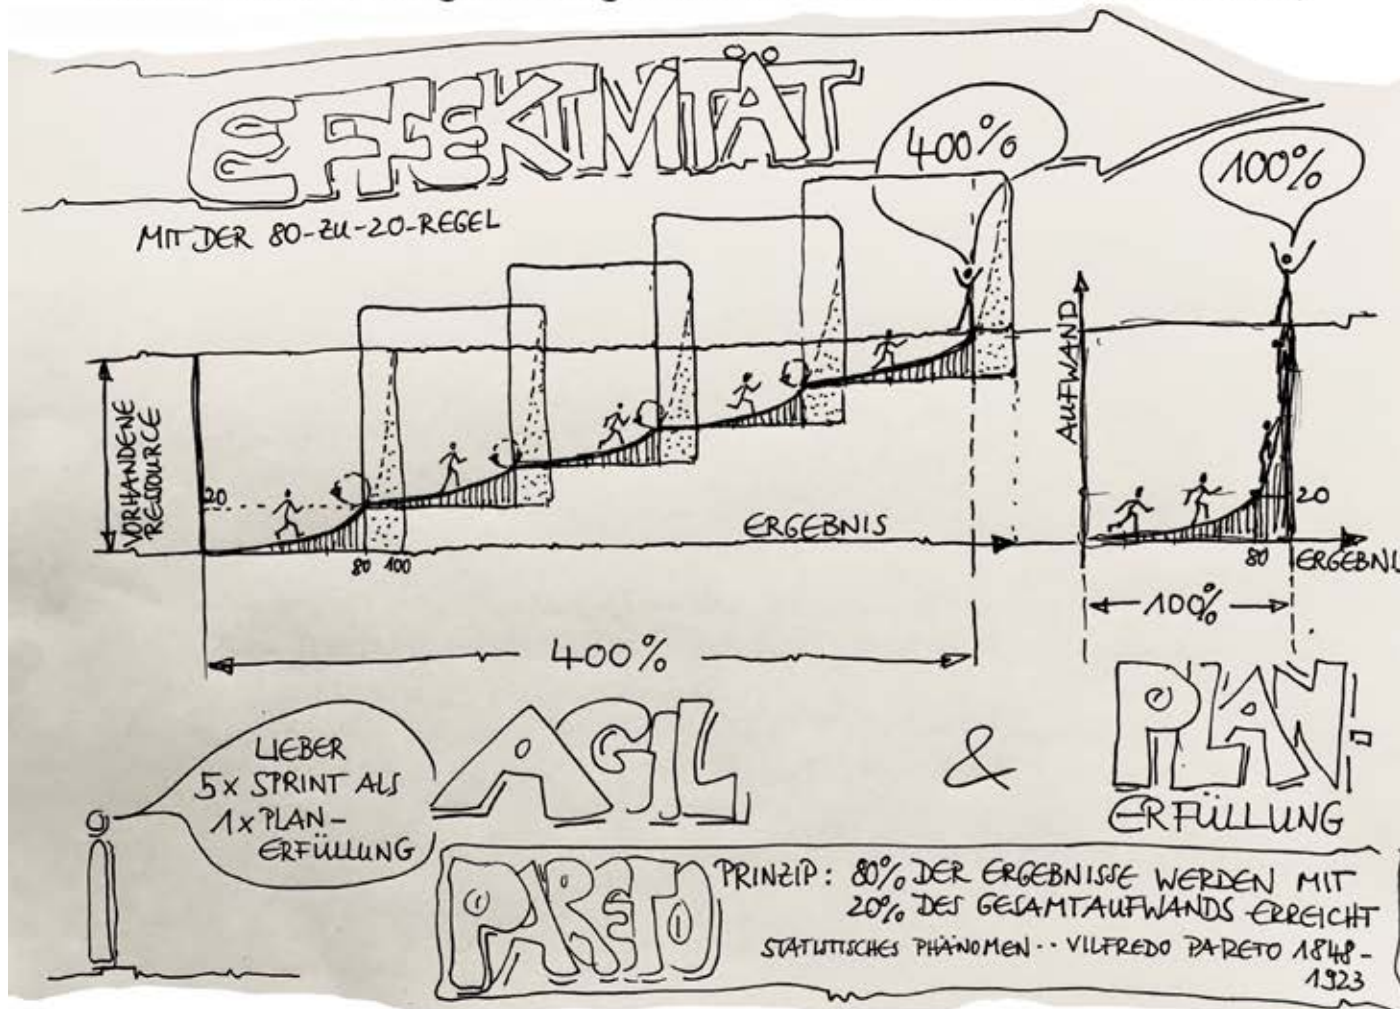 EFFEKTIVITÄT
MIT DER 80-ZU-20-REGEL
400%
100%
VORHANDENE
RESSOURCE
20
80 100
ERGEBNIS
400%
AUFWAND
20
80
ERGEBNI
100%
LIEBER
5x SPRINT ALS
1x PLAN-
ERFÜLLUNG
AGIL
&
PLAN-
ERFÜLLUNG
PARETO
PRINZIP: 80% DER ERGEBNISSE WERDEN MIT
20% DES GESAMTAUFWANDS ERREICHT
STATISTISCHES PHÄNOMEN·· VILFREDO PARETO 1848-
1923